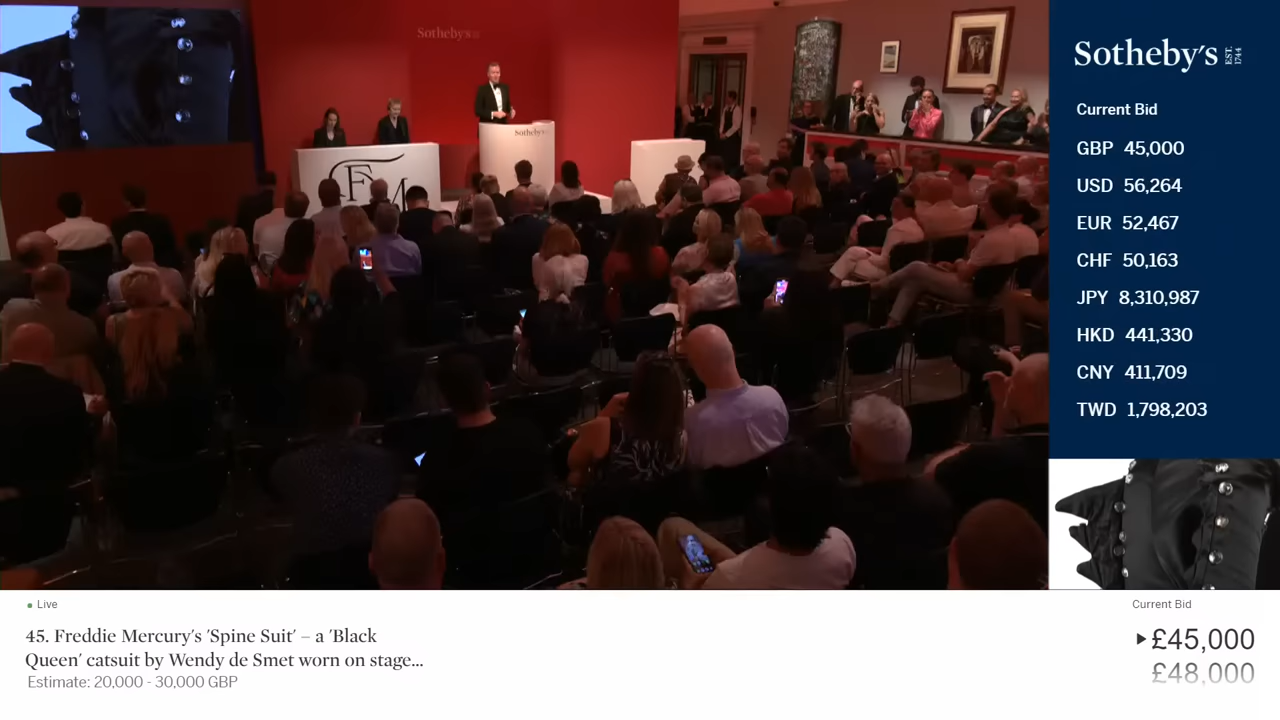 Sotheby's
Sotheby's
FM
Sotheby's EST. 1744
Current Bid
GBP 45,000
USD 56,264
EUR 52,467
CHF 50,163
JPY 8,310,987
HKD 441,330
CNY 411,709
TWD 1,798,203
Live
45. Freddie Mercury's 'Spine Suit' – a 'Black
Queen' catsuit by Wendy de Smet worn on stage...
Estimate: 20,000 - 30,000 GBP
Current Bid
£45,000
£48,000